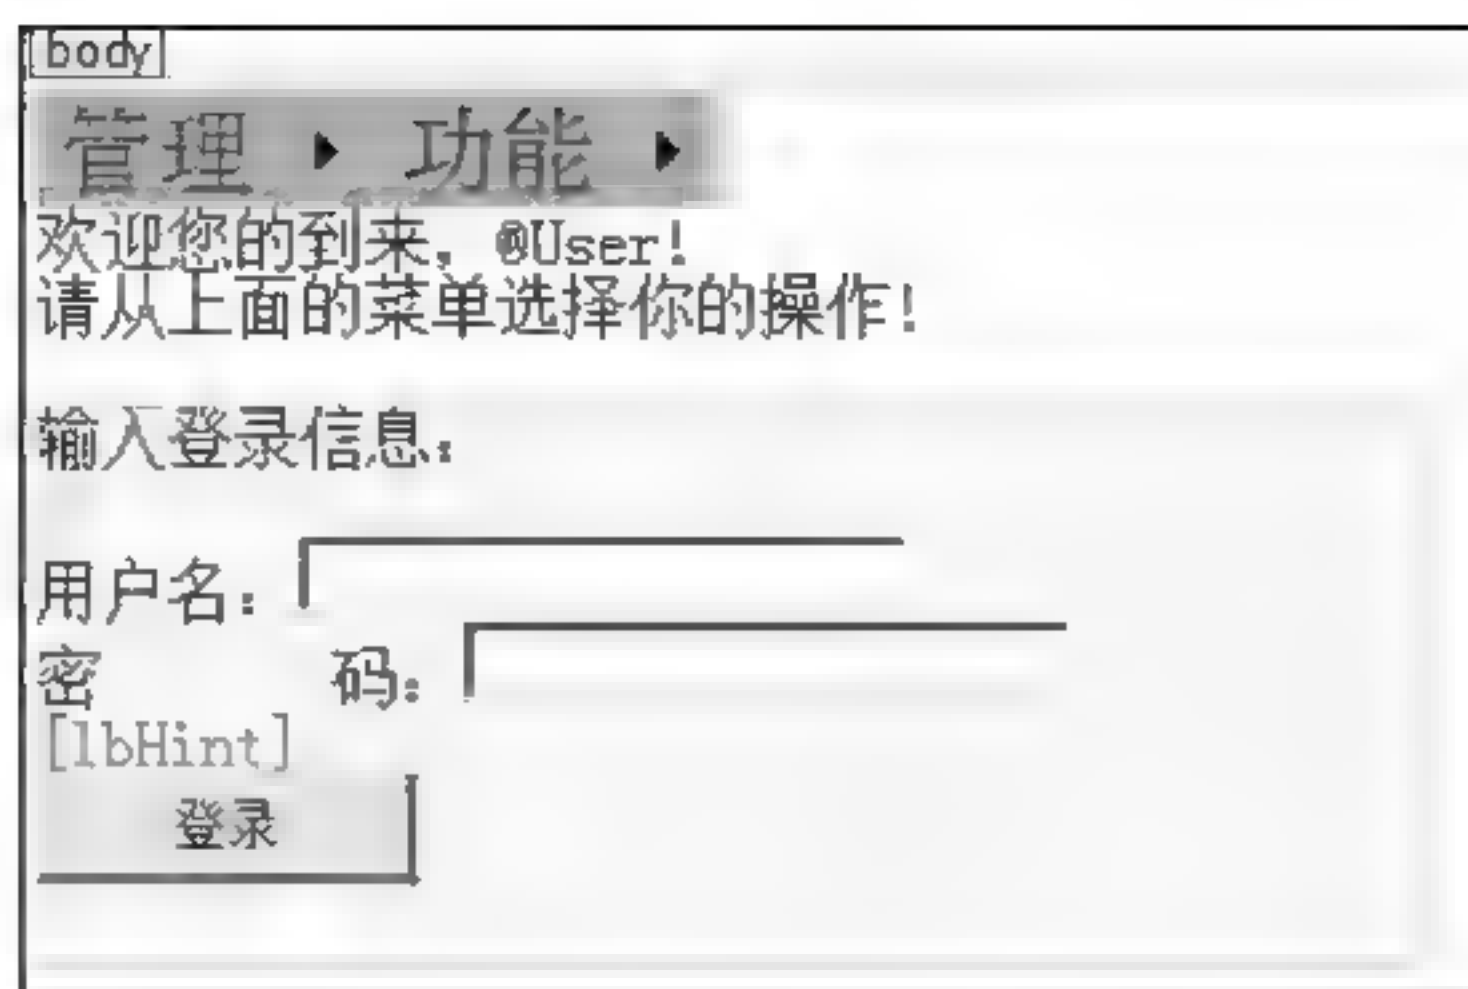 body
管理 功能
欢迎您的到来，@User!
请从上面的菜单选择你的操作!
输入登录信息:
用户名:
密 码:
[lbHint]
登录